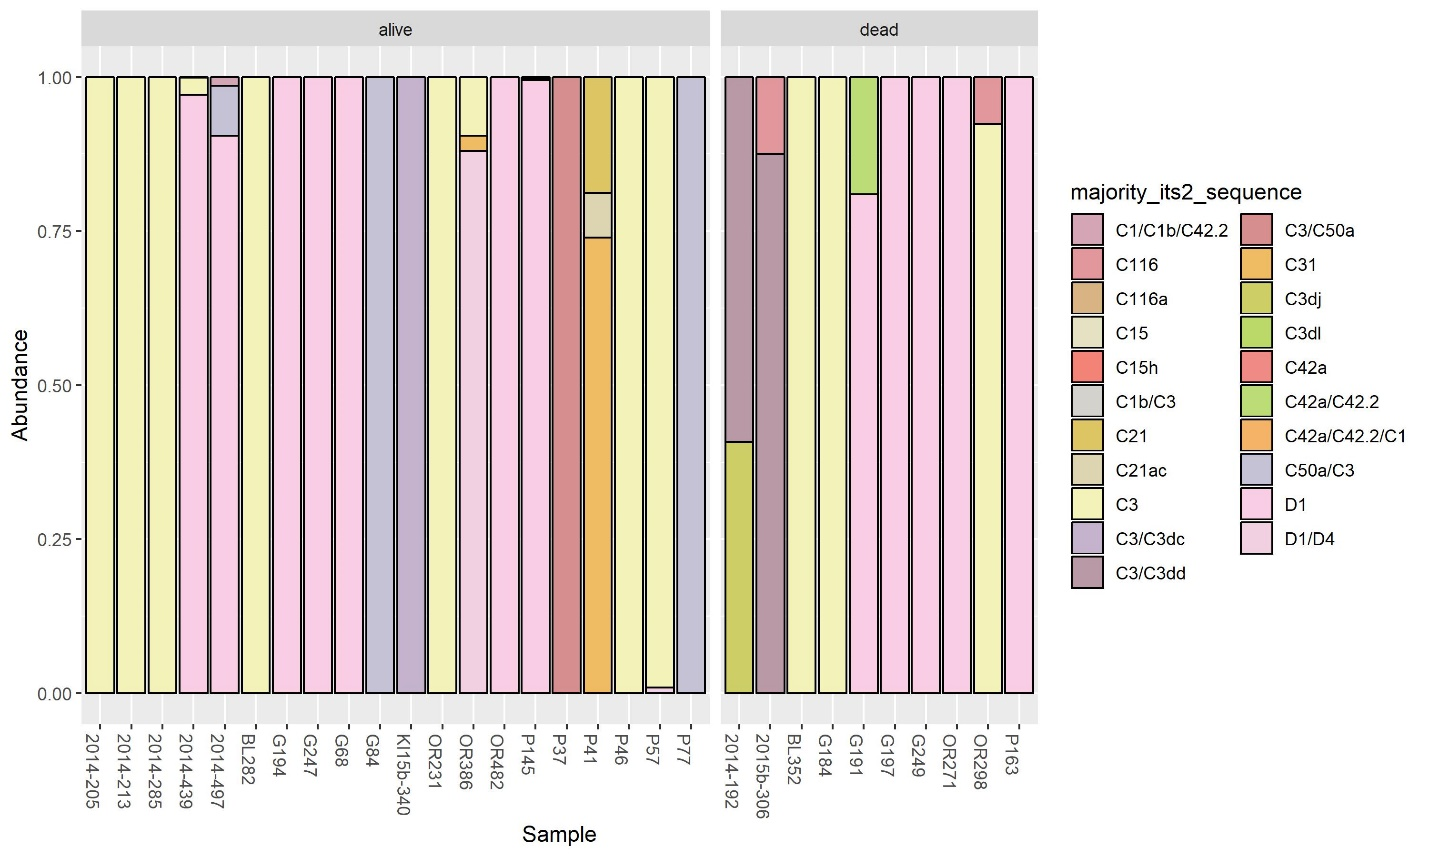 alive
dead
1.00
0.75
0.50
0.25
0.00
Abundance
2014-205
2014-213
2014-285
2014-439
2014-497
BL282
G194
G247
G68
G84
KI15b-340
OR231
OR386
OR482
P145
P37
P41
P46
P57
P77
2014-192
2015b-306
BL352
G184
G191
G197
G249
OR271
OR298
P163
Sample
majority_its2_sequence
C1/C1b/C42.2
C116
C116a
C15
C15h
C1b/C3
C21
C21ac
C3
C3/C3dc
C3/C3dd
C3/C50a
C31
C3dj
C3dl
C42a
C42a/C42.2
C42a/C42.2/C1
C50a/C3
D1
D1/D4